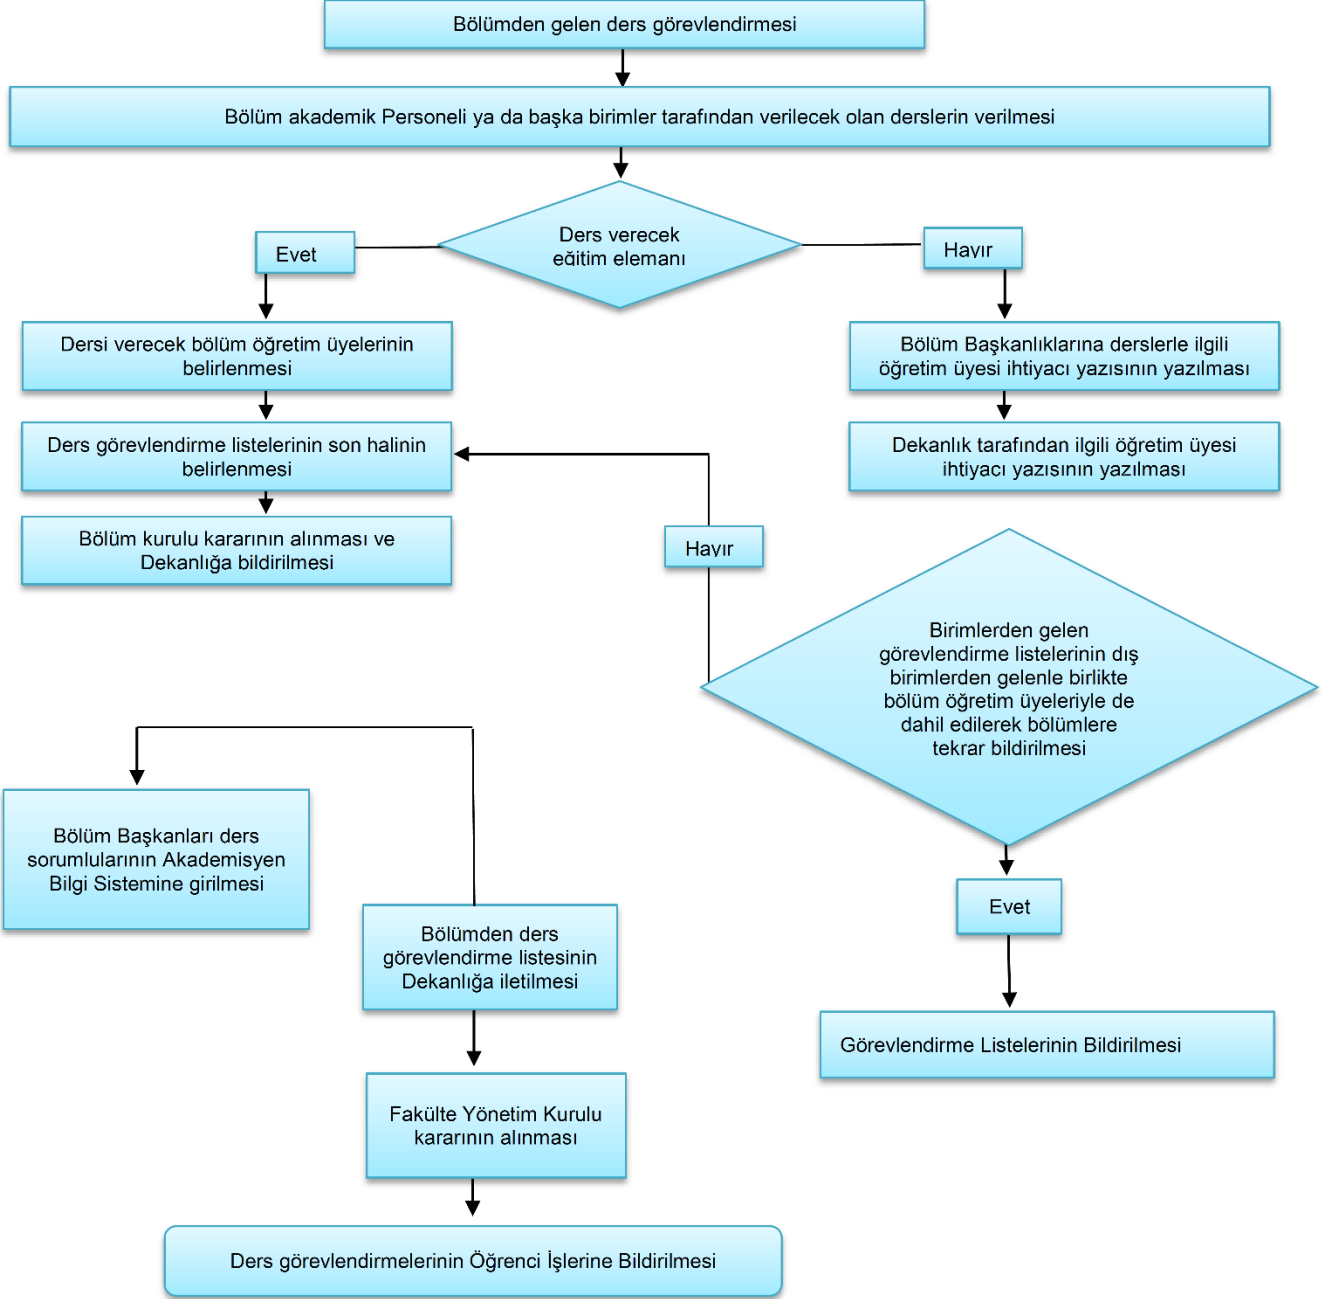 Bölümden gelen ders görevlendirmesi
Bölüm akademik Personeli ya da başka birimler tarafından verilecek olan derslerin verilmesi
Ders verecek
eğitim elemanı
Evet
Hayır
Dersi verecek bölüm öğretim üyelerinin
belirlenmesi
Bölüm Başkanlıklarına derslerle ilgili
öğretim üyesi ihtiyacı yazısının yazılması
Ders görevlendirme listelerinin son halinin
belirlenmesi
Dekanlık tarafından ilgili öğretim üyesi
ihtiyacı yazısının yazılması
Bölüm kurulu kararının alınması ve
Dekanlığa bildirilmesi
Hayır
Birimlerden gelen
görevlendirme listelerinin dış
birimlerden gelenle birlikte
bölüm öğretim üyeleriyle de
dahil edilerek bölümlere
tekrar bildirilmesi
Bölüm Başkanları ders
sorumlularının Akademisyen
Bilgi Sistemine girilmesi
Evet
Bölümden ders
görevlendirme listesinin
Dekanlığa iletilmesi
Görevlendirme Listelerinin Bildirilmesi
Fakülte Yönetim Kurulu
kararının alınması
Ders görevlendirmelerinin Öğrenci İşlerine Bildirilmesi